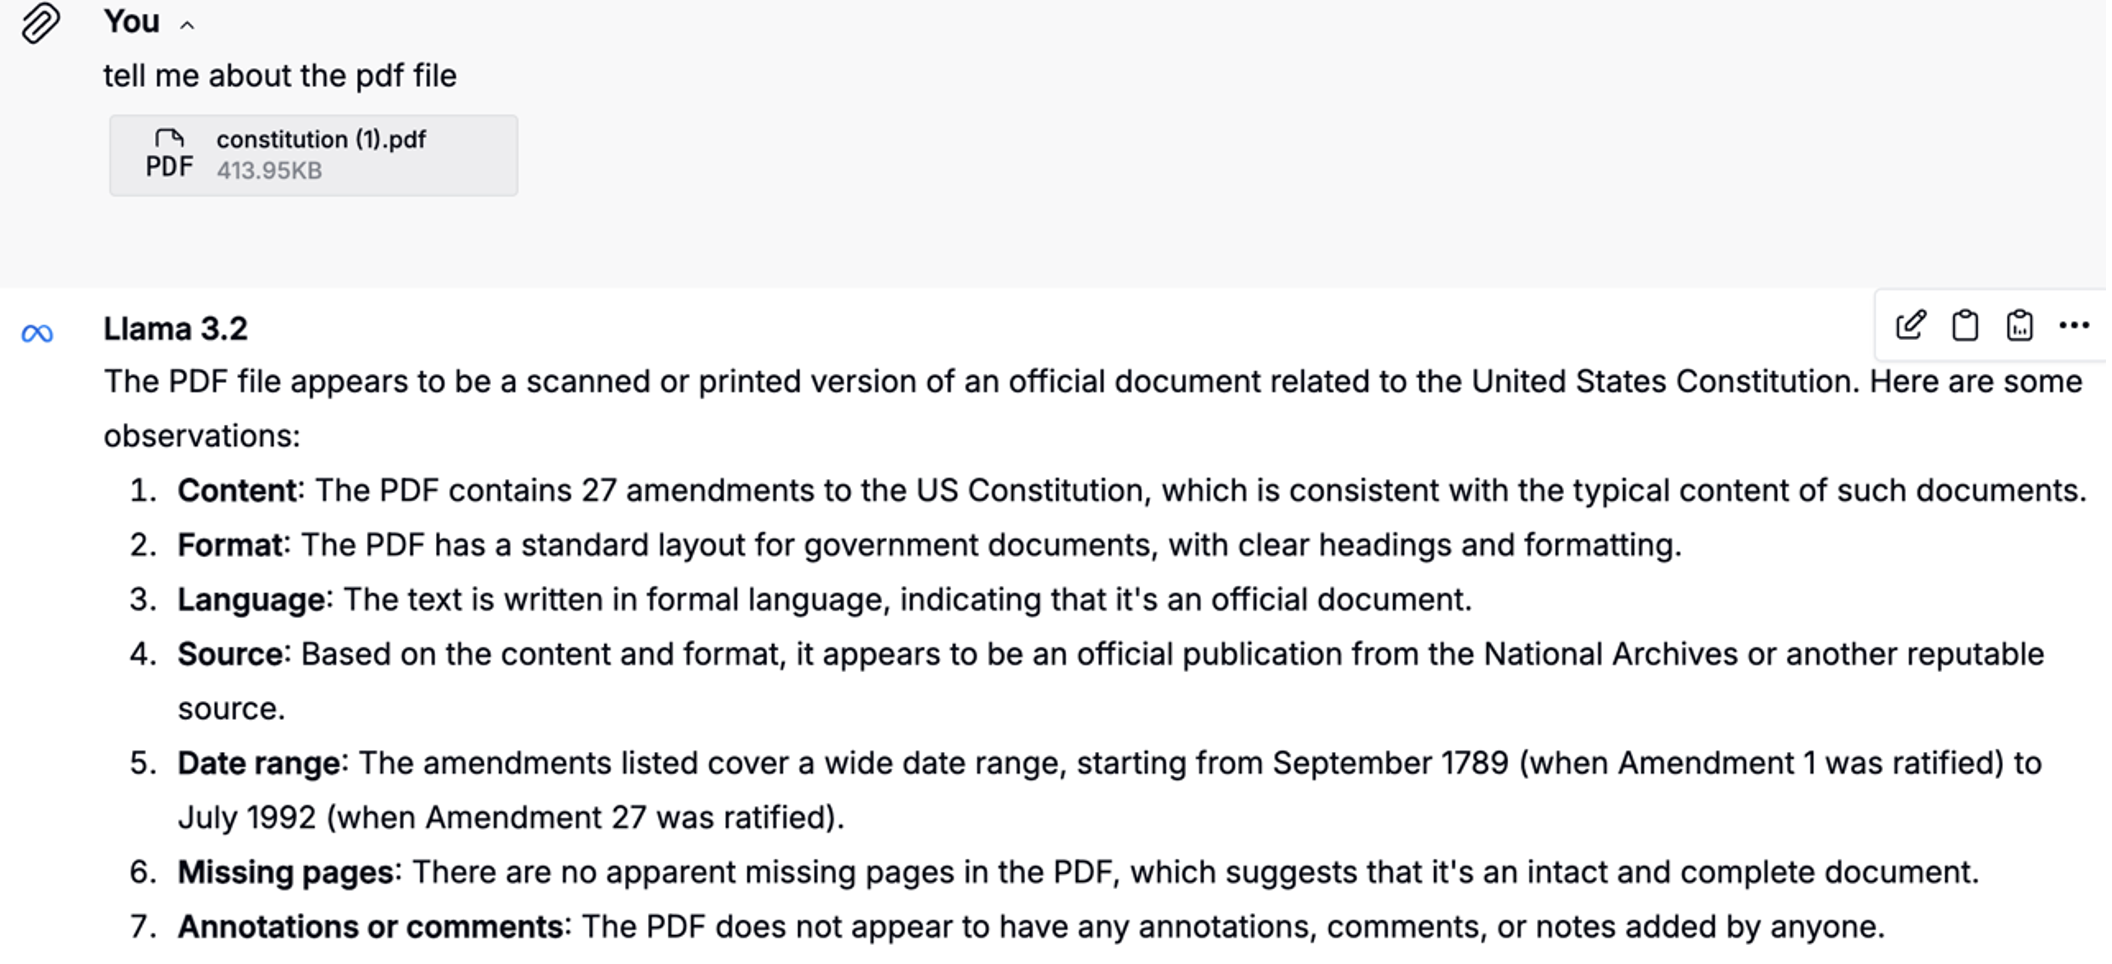 You
tell me about the pdf file
constitution (1).pdf
PDF
413.95KB
Llama 3.2
The PDF file appears to be a scanned or printed version of an official document related to the United States Constitution. Here are some
observations:
1. Content: The PDF contains 27 amendments to the US Constitution, which is consistent with the typical content of such documents.
2. Format: The PDF has a standard layout for government documents, with clear headings and formatting.
3. Language: The text is written in formal language, indicating that it's an official document.
4. Source: Based on the content and format, it appears to be an official publication from the National Archives or another reputable
source.
5. Date range: The amendments listed cover a wide date range, starting from September 1789 (when Amendment 1 was ratified) to
July 1992 (when Amendment 27 was ratified).
6. Missing pages: There are no apparent missing pages in the PDF, which suggests that it's an intact and complete document.
7. Annotations or comments: The PDF does not appear to have any annotations, comments, or notes added by anyone.